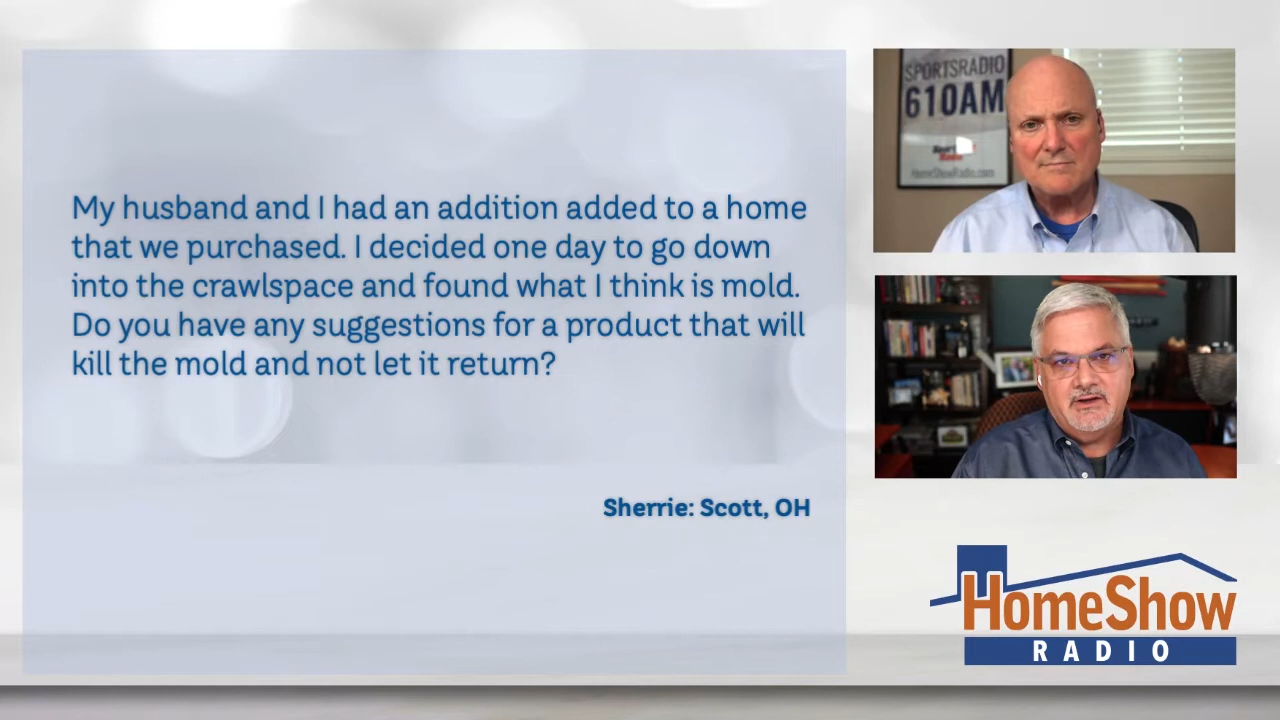 My husband and I had an addition added to a home
that we purchased. I decided one day to go down
into the crawlspace and found what I think is mold.
Do you have any suggestions for a product that will
kill the mold and not let it return?
Sherrie: Scott, OH
SPORTSRADIO
610AM
HomeShowRadio.com
HomeShow
RADIO